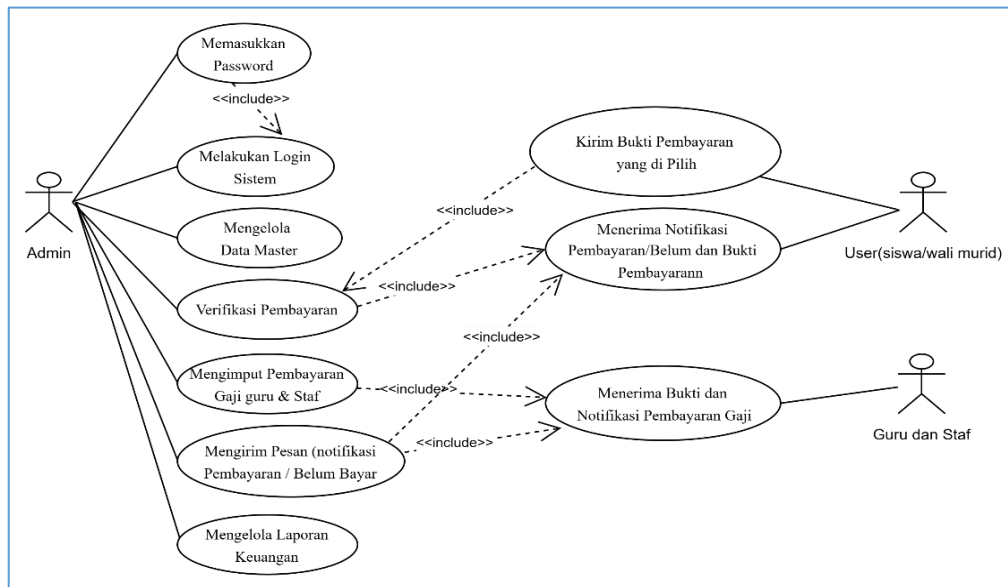 Memasukkan
Password
<<include>>
Melakukan Login
Sistem
Mengelola
Data Master
Verifikasi Pembayaran
Mengimput Pembayaran
Gaji guru & Staf
Mengirim Pesan (notifikasi
Pembayaran / Belum Bayar
Mengelola Laporan
Keuangan
Admin
<<include>>
<<include>>
<<include>>
<<include>>
<<include>>
Kirim Bukti Pembayaran
yang di Pilih
Menerima Notifikasi
Pembayaran/Belum dan Bukti
Pembayarann
Menerima Bukti dan
Notifikasi Pembayaran Gaji
User(siswa/wali murid)
Guru dan Staf